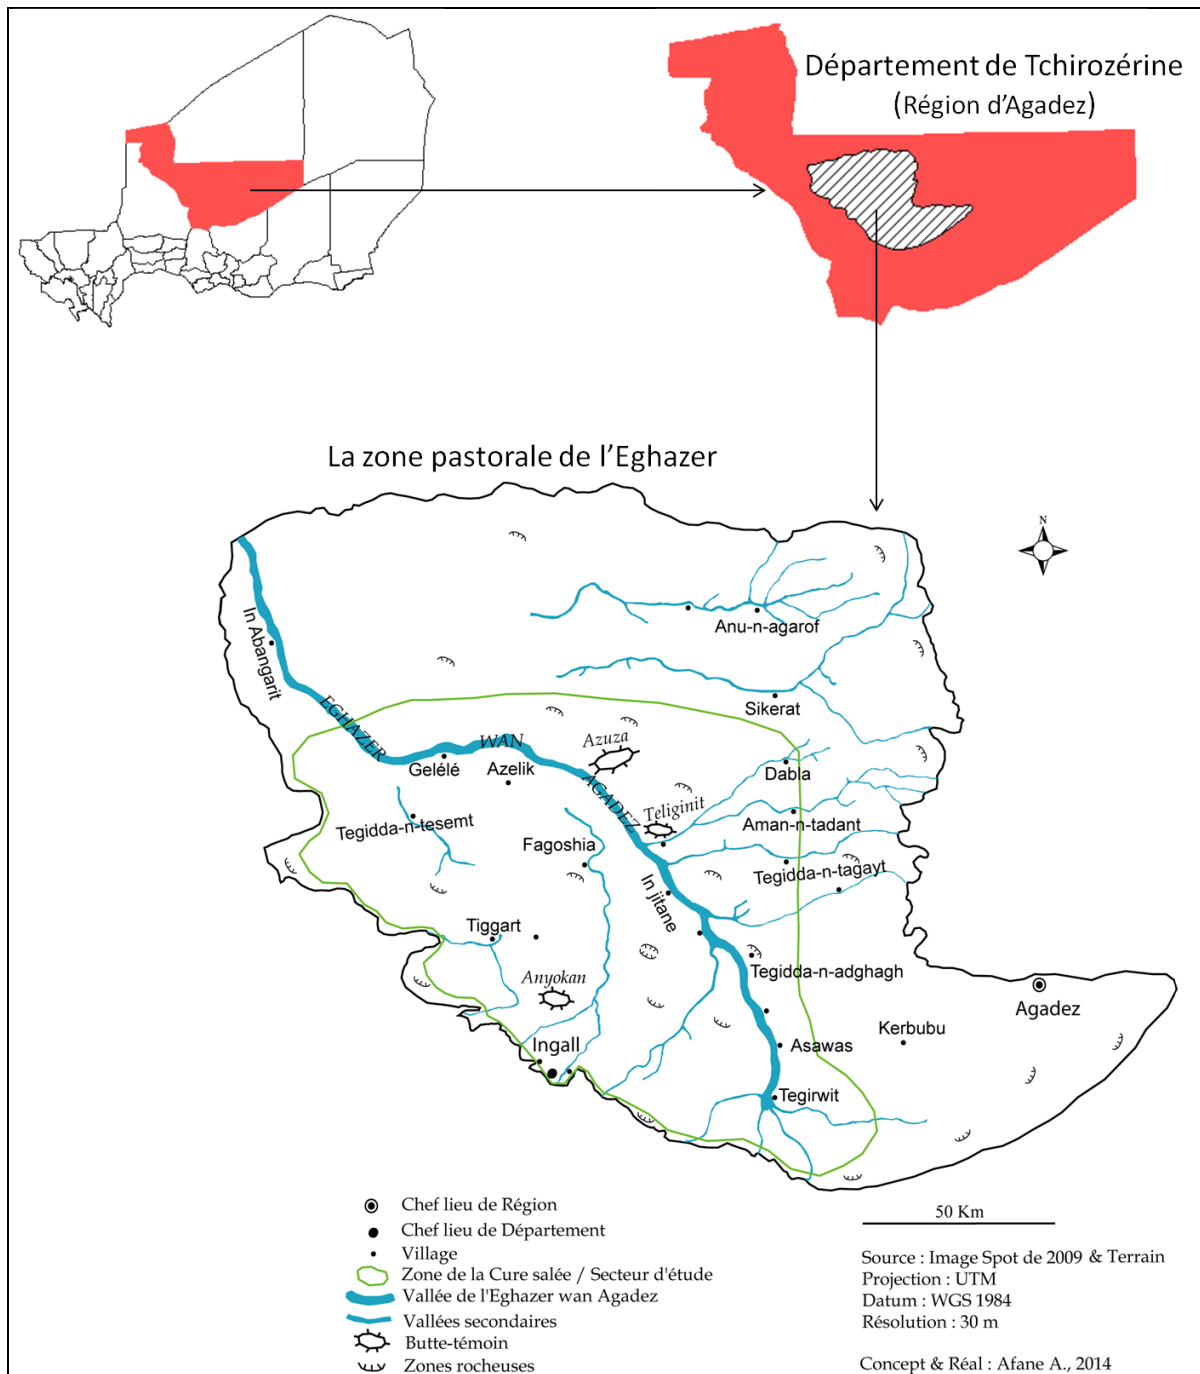 Département de Tchirozérine
(Région d'Agadez)
La zone pastorale de l'Eghazer
N
In Abangarit
Anu-n-agarof
Sikerat
EGHAZER
WAN
AGADEZ
Azuza
Gelélé
Azelik
Dabla
Teliginit
Tegidda-n-tesemt
Aman-n-tadant
Fagoshia
Tegidda-n-tagayt
In jitane
Tiggart
Tegidda-n-adghagh
Anyokan
Agadez
Kerbubu
Ingall
Asawas
Tegirwit
Chef lieu de Région
Chef lieu de Département
Village
Zone de la Cure salée / Secteur d'étude
Vallée de l'Eghazer wan Agadez
Vallées secondaires
Butte-témoin
Zones rocheuses
50 Km
Source : Image Spot de 2009 & Terrain
Projection : UTM
Datum : WGS 1984
Résolution : 30 m
Concept & Réal : Afane A., 2014